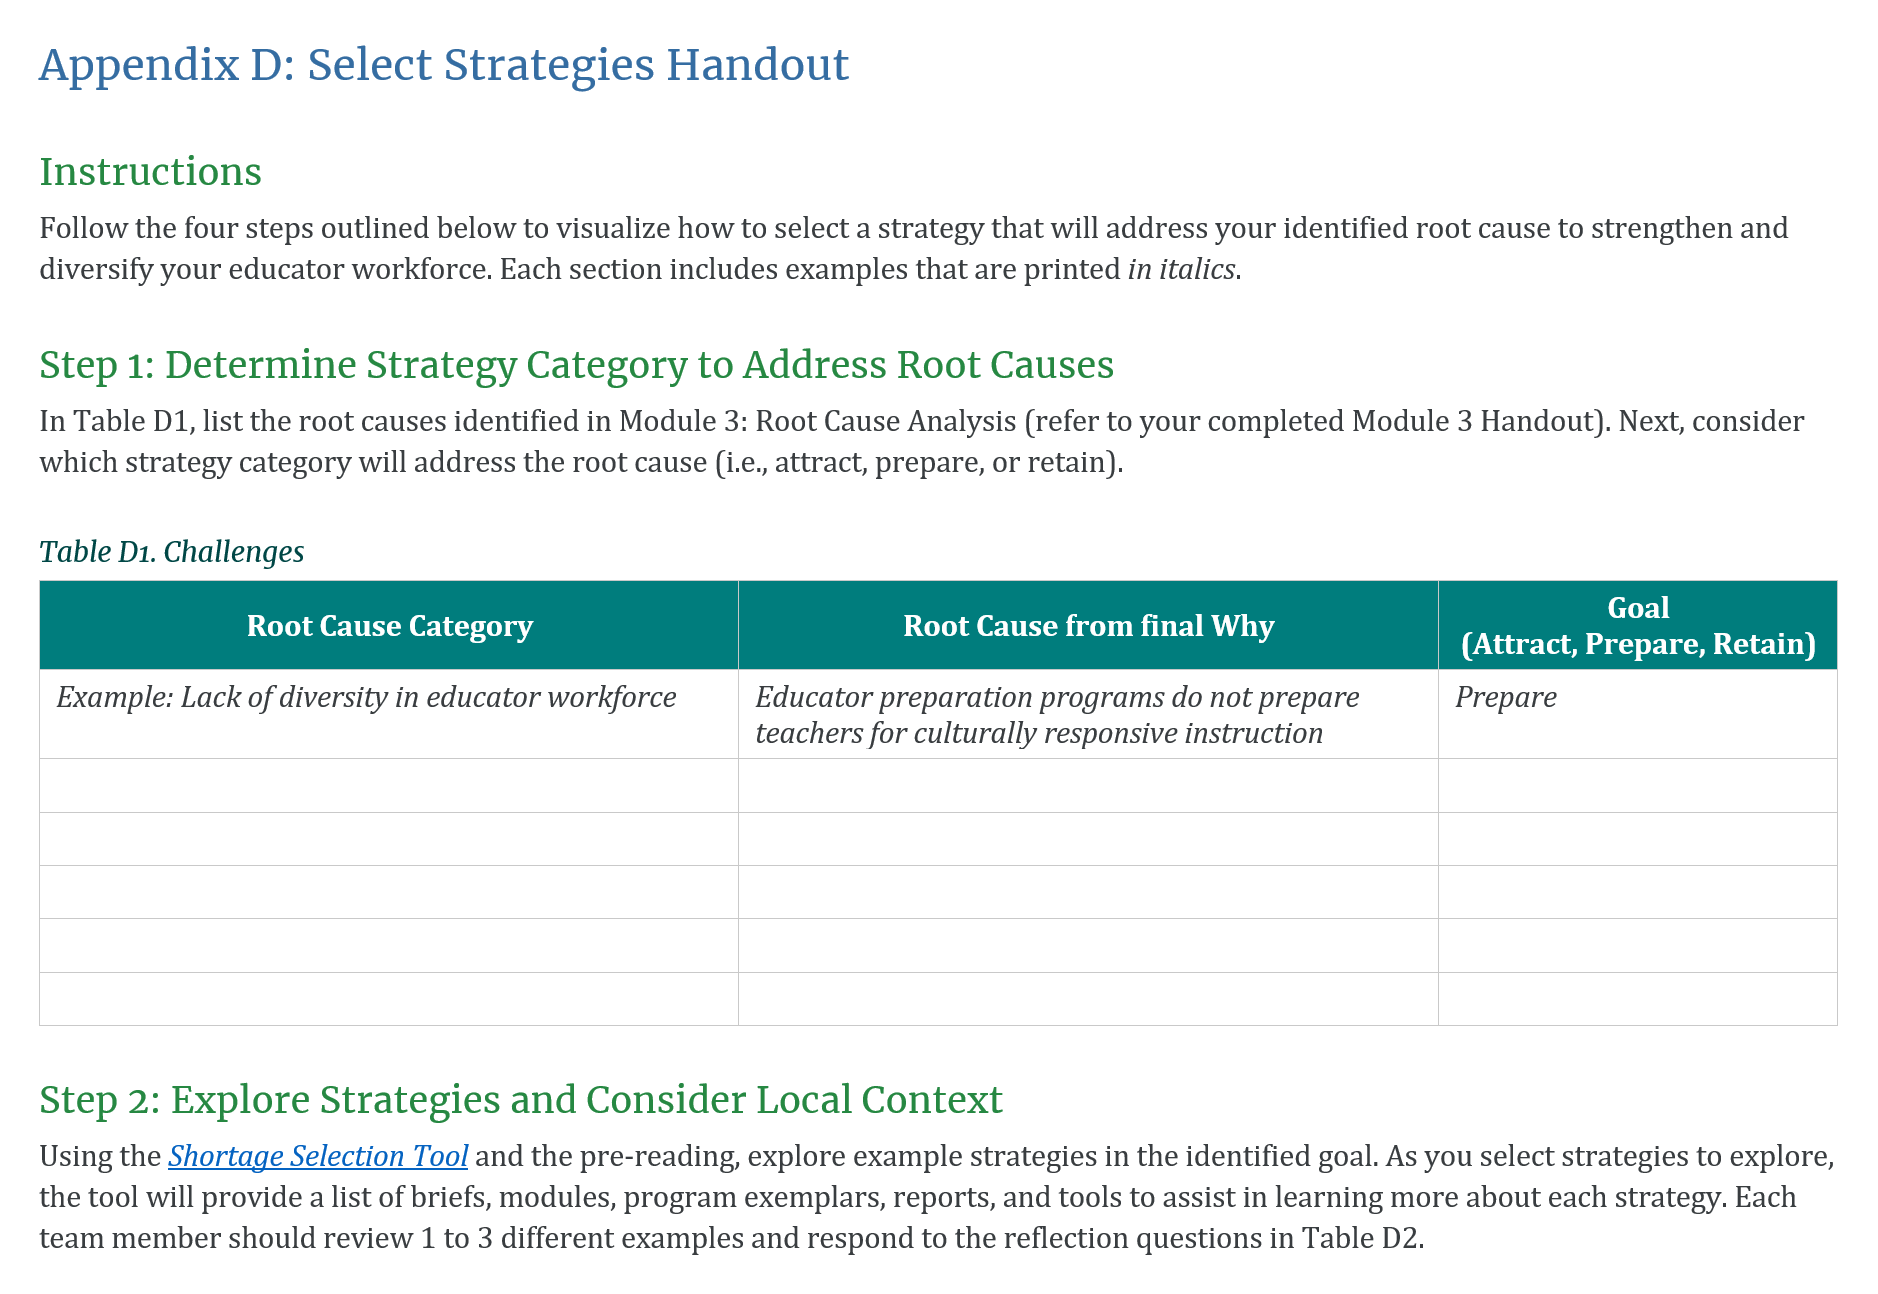 Appendix D: Select Strategies Handout
Instructions
Follow the four steps outlined below to visualize how to select a strategy that will address your identified root cause to strengthen and
diversify your educator workforce. Each section includes examples that are printed in italics.
Step 1: Determine Strategy Category to Address Root Causes
In Table D1, list the root causes identified in Module 3: Root Cause Analysis (refer to your completed Module 3 Handout). Next, consider
which strategy category will address the root cause (i.e., attract, prepare, or retain).
Table D1. Challenges
Root Cause Category
Root Cause from final Why
Goal
(Attract, Prepare, Retain)
Example: Lack of diversity in educator workforce
Educator preparation programs do not prepare
teachers for culturally responsive instruction
Prepare
Step 2: Explore Strategies and Consider Local Context
Using the Shortage Selection Tool and the pre-reading, explore example strategies in the identified goal. As you select strategies to explore,
the tool will provide a list of briefs, modules, program exemplars, reports, and tools to assist in learning more about each strategy. Each
team member should review 1 to 3 different examples and respond to the reflection questions in Table D2.